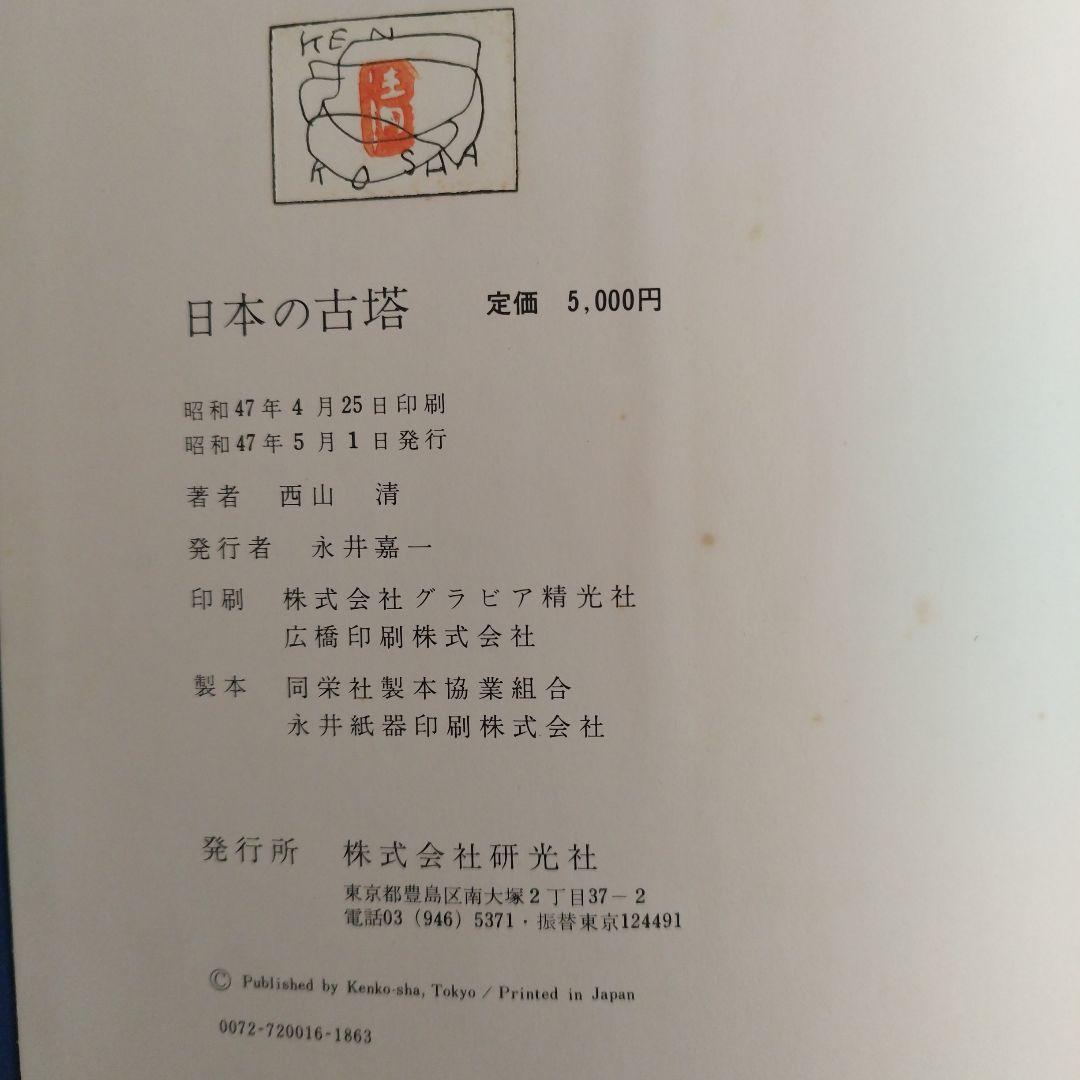 KEN
KOSHA
日本の古塔　定価　5,000円
昭和47年4月25日印刷
昭和47年5月1日発行
著者　西山　清
発行者　永井嘉一
印刷　株式会社グラビア精光社
広橋印刷株式会社
製本　同栄社製本協業組合
永井紙器印刷株式会社
発行所　株式会社研光社
東京都豊島区南大塚2丁目37－2
電話03（946）5371・振替東京124491
© Published by Kenko-sha, Tokyo / Printed in Japan
0072-720016-1863